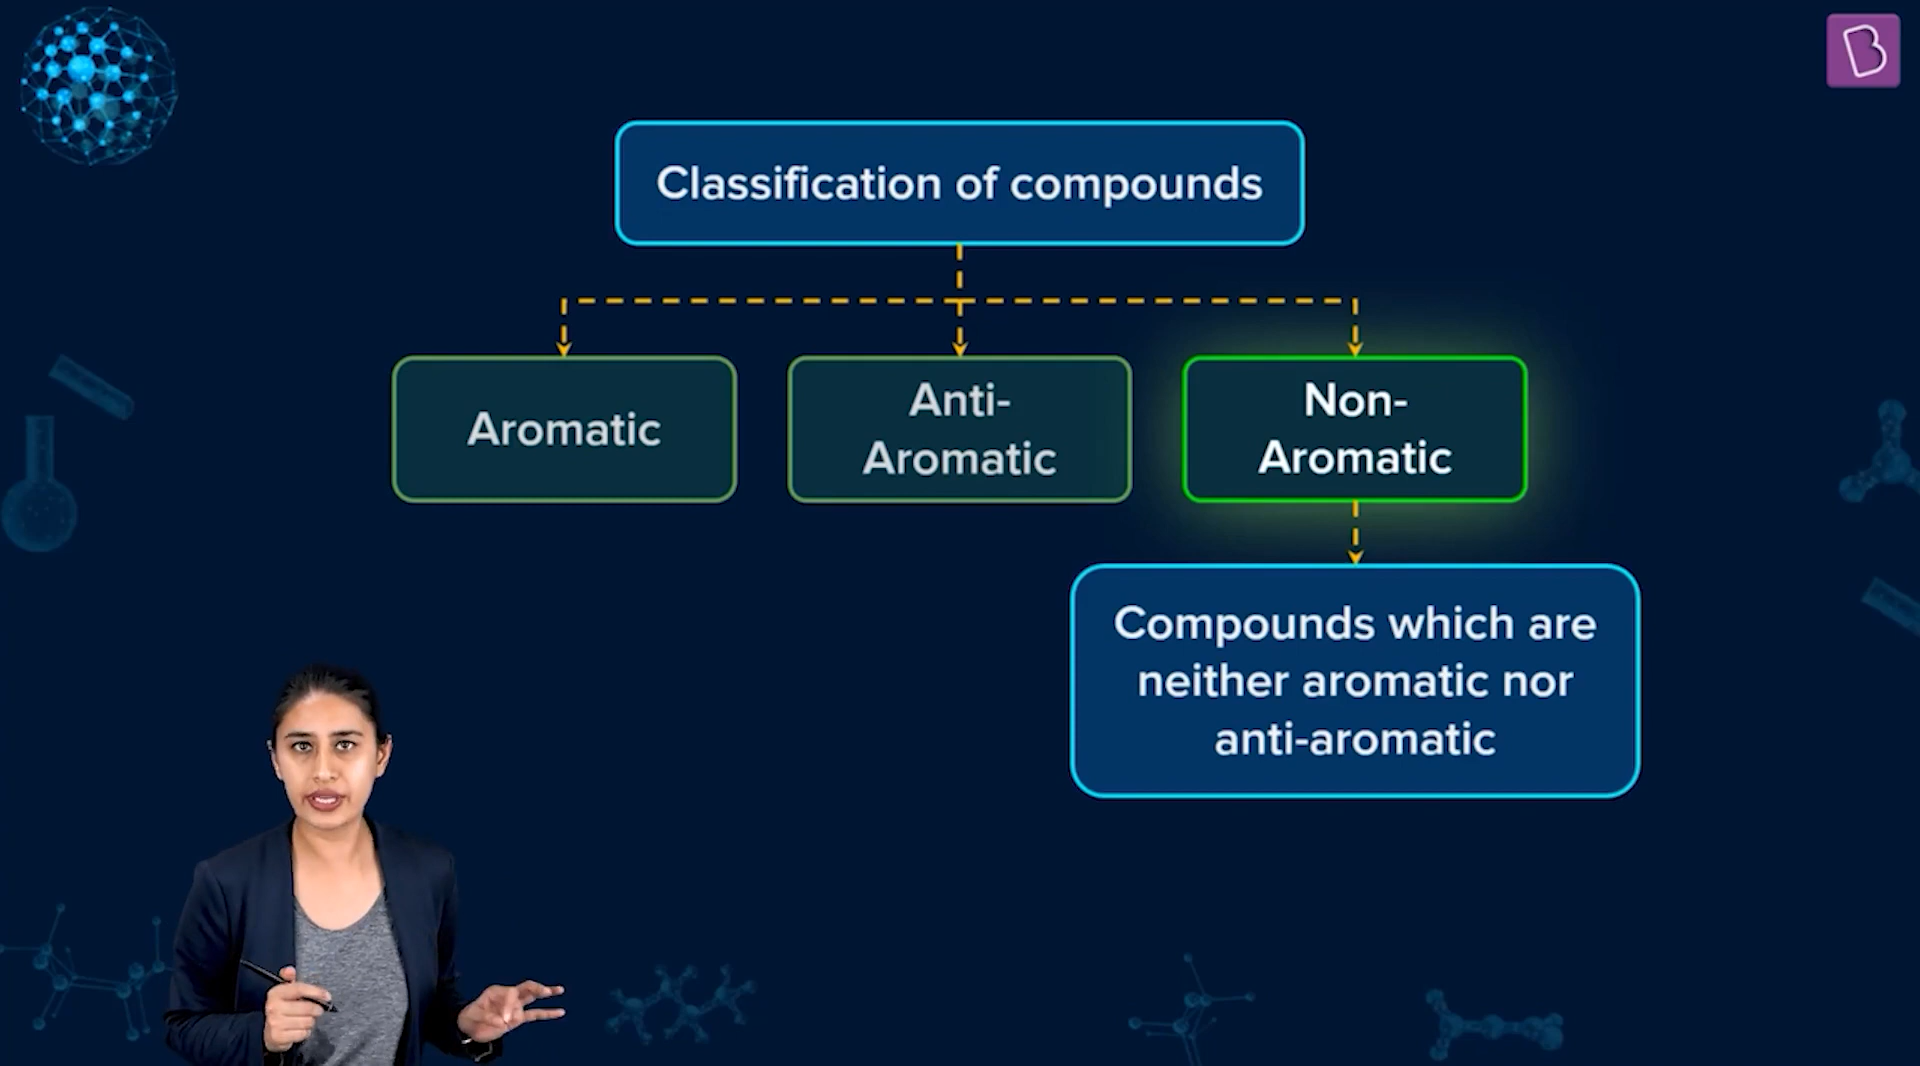 Classification of compounds
Aromatic
Anti-
Aromatic
Non-
Aromatic
Compounds which are
neither aromatic nor
anti-aromatic